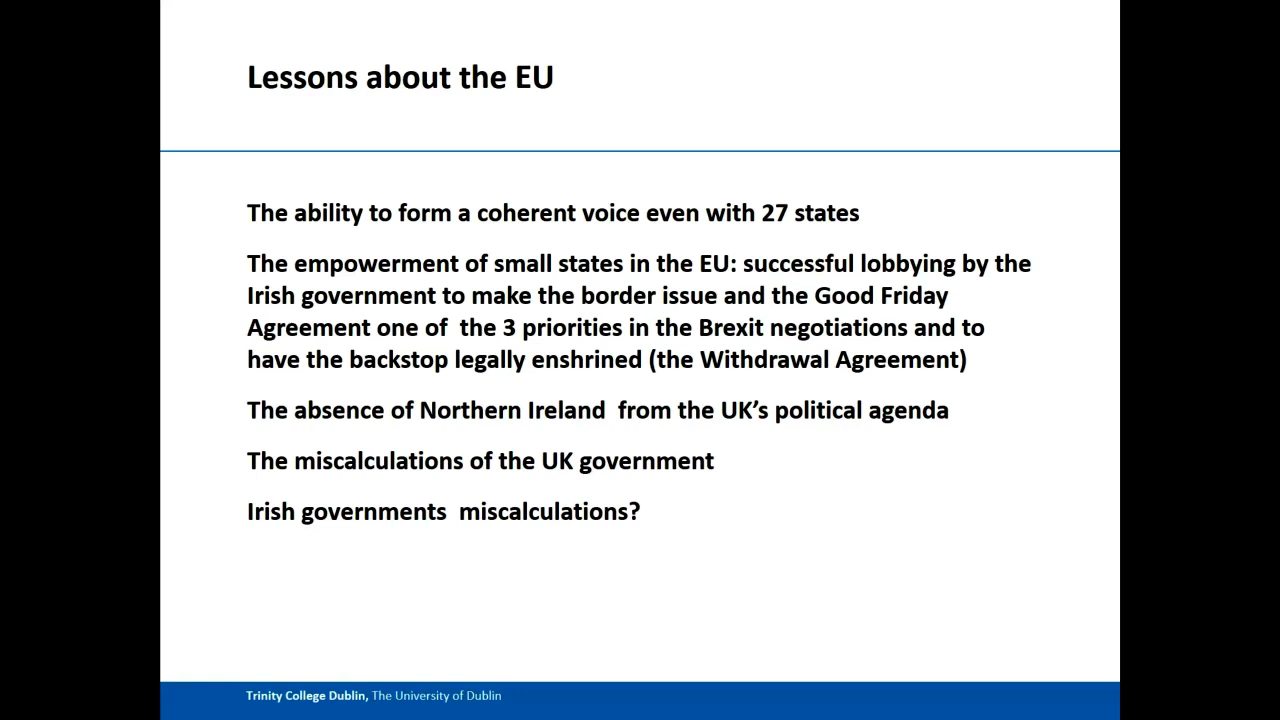 Lessons about the EU
The ability to form a coherent voice even with 27 states
The empowerment of small states in the EU: successful lobbying by the
Irish government to make the border issue and the Good Friday
Agreement one of  the 3 priorities in the Brexit negotiations and to
have the backstop legally enshrined (the Withdrawal Agreement)
The absence of Northern Ireland  from the UK’s political agenda
The miscalculations of the UK government
Irish governments  miscalculations?
Trinity College Dublin, The University of Dublin